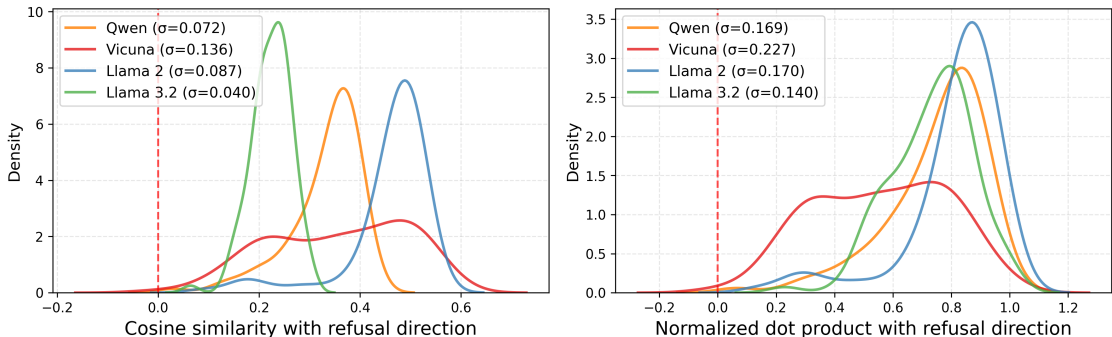 10
8
6
4
2
0
Density
−0.2
0.0
0.2
0.4
0.6
Cosine similarity with refusal direction
Qwen (σ=0.072)
Vicuna (σ=0.136)
Llama 2 (σ=0.087)
Llama 3.2 (σ=0.040)
3.5
3.0
2.5
2.0
1.5
1.0
0.5
0.0
Density
−0.2
0.0
0.2
0.4
0.6
0.8
1.0
1.2
Normalized dot product with refusal direction
Qwen (σ=0.169)
Vicuna (σ=0.227)
Llama 2 (σ=0.170)
Llama 3.2 (σ=0.140)